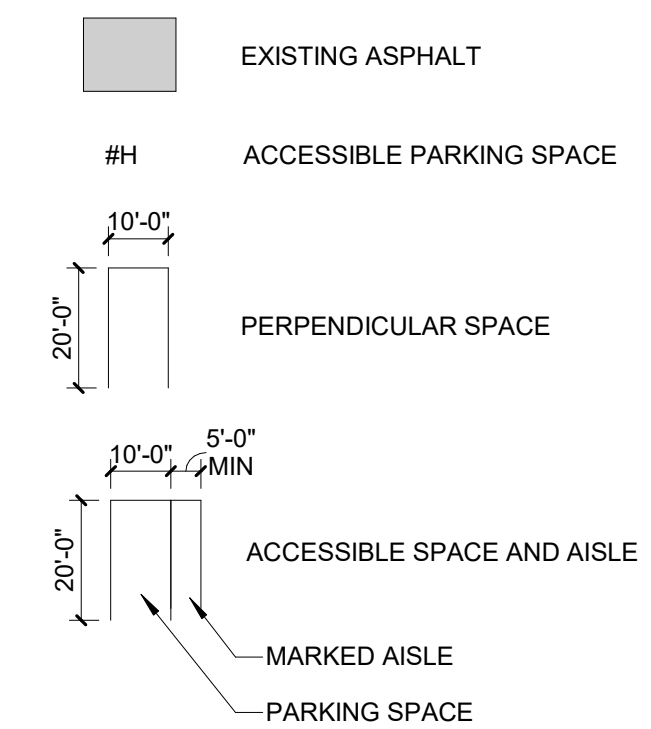 EXISTING ASPHALT
#H ACCESSIBLE PARKING SPACE
10'-0"
20'-0"
PERPENDICULAR SPACE
10'-0"
5'-0"
MIN
20'-0"
ACCESSIBLE SPACE AND AISLE
MARKED AISLE
PARKING SPACE